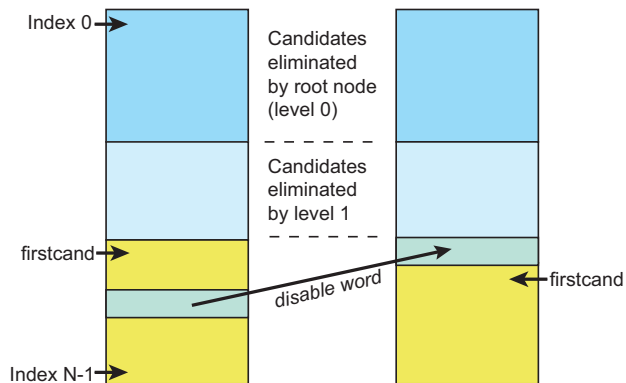 Index 0
Candidates
eliminated
by root node
(level 0)
Candidates
eliminated
by level 1
firstcand
disable word
firstcand
Index N-1